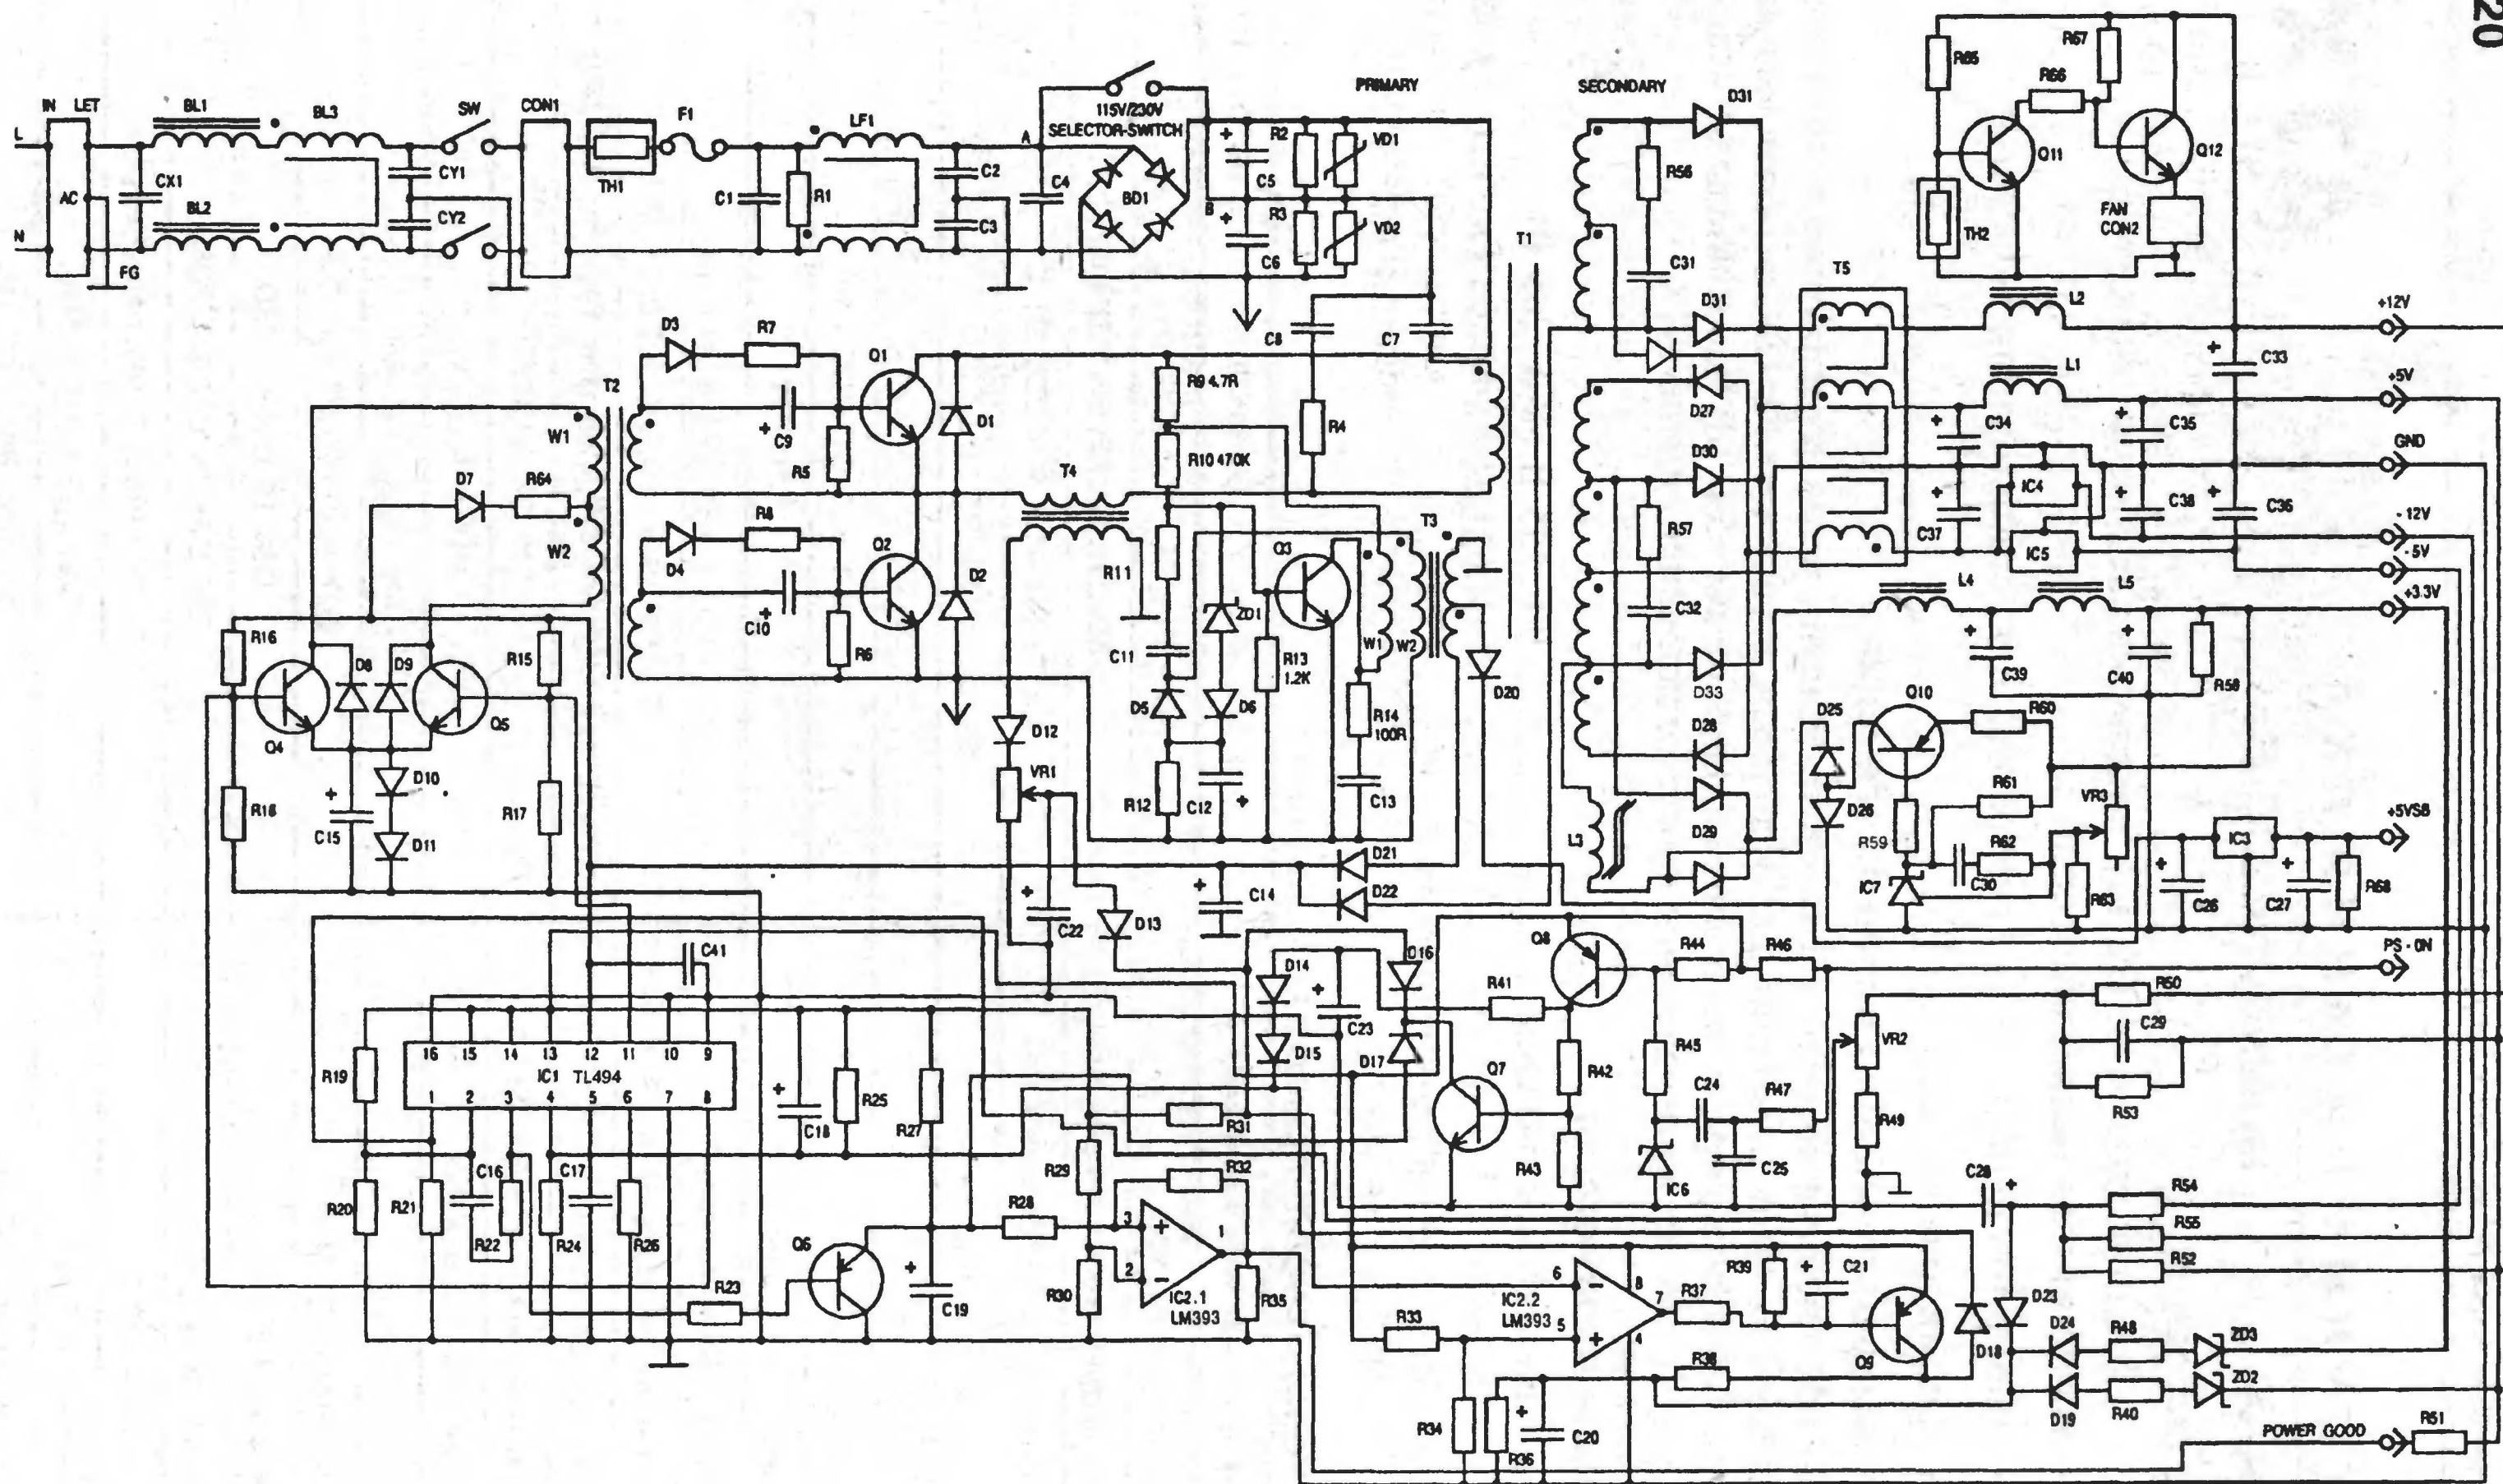 20
IN LET
BL1
BL3
SW
CON1
F1
LF1
115V/230V
SELECTOR-SWITCH
PRIMARY
SECONDARY
D31
R65
R67
R66
Q11
Q12
L
A
AC
CX1
CY1
TH1
C1
R1
C2
C4
BD1
C5
R2
VD1
R56
BL2
CY2
C3
B
C6
R3
VD2
N
FG
T1
C31
TH2
FAN
CON2
T5
L2
+12V
D3
R7
Q1
C8
C7
D31
C33
T2
R9 4.7R
D27
L1
+5V
W1
C9
D1
R4
C34
C35
R5
R10 470K
D30
GND
D7
R64
T4
IC4
R8
Q2
T3
R57
C37
C38
C36
-12V
W2
D4
D2
R11
Q3
IC5
-5V
C10
R6
ZD1
C32
L4
L5
+3.3V
R16
D8
D9
R15
C11
R13
1.2K
W1
W2
D20
D33
C39
C40
R58
Q4
Q5
D12
D5
D6
R14
100R
D28
D25
Q10
R60
D10
VR1
R12
C12
C13
D26
R61
VR3
R18
C15
D11
R17
L3
D29
R59
R62
IC3
+5VSB
D21
IC7
C30
R63
C26
C27
R68
C22
D13
C14
D22
C41
D14
D16
Q8
R44
R46
PS - ON
C23
R41
R50
16 15 14 13 12 11 10 9
IC1 TL494
1 2 3 4 5 6 7 8
R19
D15
D17
R45
VR2
C29
C18
R25
R27
Q7
R42
C24
R47
R53
R31
R49
C16
C17
R29
R32
R43
IC6
C25
C28
R54
R20
R21
R22
R24
R26
R28
3
1
2
R55
Q6
R52
R23
C19
R30
IC2.1
LM393
R35
6
8
7
5
4
IC2.2
LM393
R37
R39
C21
D23
R33
Q9
D18
D24
R48
ZD3
R38
D19
R40
ZD2
R34
R36
C20
POWER GOOD
R51